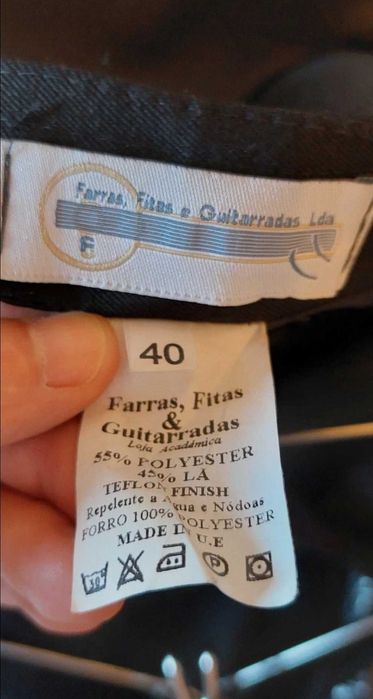 Farras, Fitas e Guitarradas Lda
F
40
Farras, Fitas
&
Guitarradas
Loja Académica
55% POLYESTER
45% LÃ
TEFLON FINISH
Repelente a Agua e Nódoas
FORRO 100% POLYESTER
MADE IN U.E
30
P